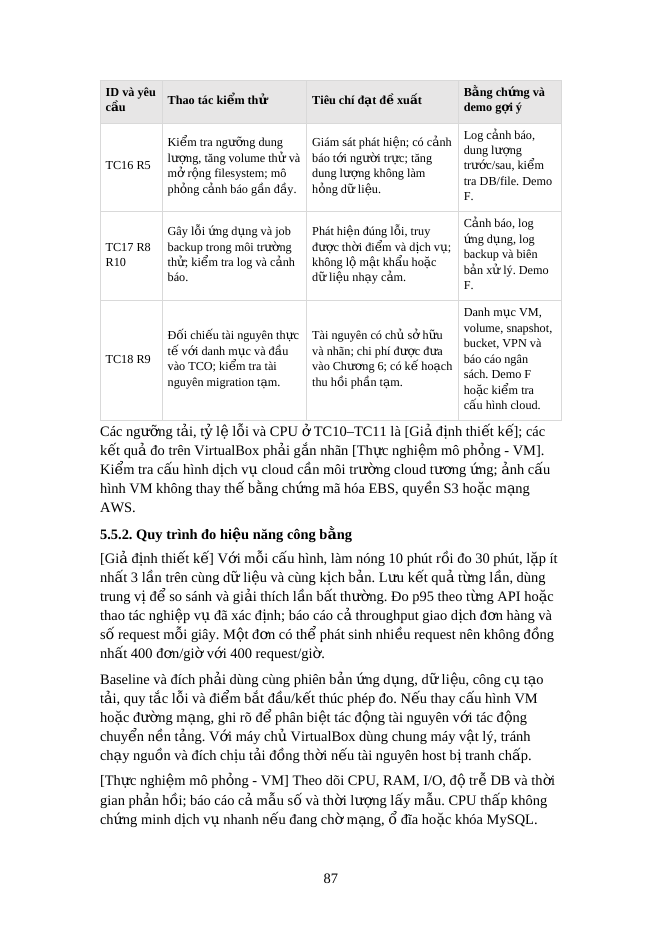 ID và yêu cầu
Thao tác kiểm thử
Tiêu chí đạt đề xuất
Bằng chứng và demo gợi ý
TC16 R5
Kiểm tra ngưỡng dung
lượng, tăng volume thử và
mở rộng filesystem; mô
phỏng cảnh báo gần đầy.
Giám sát phát hiện; có cảnh
báo tới người trực; tăng
dung lượng không làm
hỏng dữ liệu.
Log cảnh báo,
dung lượng
trước/sau, kiểm
tra DB/file. Demo
F.
TC17 R8
R10
Gây lỗi ứng dụng và job
backup trong môi trường
thử; kiểm tra log và cảnh
báo.
Phát hiện đúng lỗi, truy
được thời điểm và dịch vụ;
không lộ mật khẩu hoặc
dữ liệu nhạy cảm.
Cảnh báo, log
ứng dụng, log
backup và biên
bản xử lý. Demo
F.
TC18 R9
Đối chiếu tài nguyên thực
tế với danh mục và đầu
vào TCO; kiểm tra tài
nguyên migration tạm.
Tài nguyên có chủ sở hữu
và nhãn; chi phí được đưa
vào Chương 6; có kế hoạch
thu hồi phần tạm.
Danh mục VM,
volume, snapshot,
bucket, VPN và
báo cáo ngân
sách. Demo F
hoặc kiểm tra
cấu hình cloud.
Các ngưỡng tải, tỷ lệ lỗi và CPU ở TC10–TC11 là [Giả định thiết kế]; các
kết quả đo trên VirtualBox phải gắn nhãn [Thực nghiệm mô phỏng - VM].
Kiểm tra cấu hình dịch vụ cloud cần môi trường cloud tương ứng; ảnh cấu
hình VM không thay thế bằng chứng mã hóa EBS, quyền S3 hoặc mạng
AWS.
5.5.2. Quy trình đo hiệu năng công bằng
[Giả định thiết kế] Với mỗi cấu hình, làm nóng 10 phút rồi đo 30 phút, lặp ít
nhất 3 lần trên cùng dữ liệu và cùng kịch bản. Lưu kết quả từng lần, dùng
trung vị để so sánh và giải thích lần bất thường. Đo p95 theo từng API hoặc
thao tác nghiệp vụ đã xác định; báo cáo cả throughput giao dịch đơn hàng và
số request mỗi giây. Một đơn có thể phát sinh nhiều request nên không đồng
nhất 400 đơn/giờ với 400 request/giờ.
Baseline và đích phải dùng cùng phiên bản ứng dụng, dữ liệu, công cụ tạo
tải, quy tắc lỗi và điểm bắt đầu/kết thúc phép đo. Nếu thay cấu hình VM
hoặc đường mạng, ghi rõ để phân biệt tác động tài nguyên với tác động
chuyển nền tảng. Với máy chủ VirtualBox dùng chung máy vật lý, tránh
chạy nguồn và đích chịu tải đồng thời nếu tài nguyên host bị tranh chấp.
[Thực nghiệm mô phỏng - VM] Theo dõi CPU, RAM, I/O, độ trễ DB và thời
gian phản hồi; báo cáo cả mẫu số và thời lượng lấy mẫu. CPU thấp không
chứng minh dịch vụ nhanh nếu đang chờ mạng, ổ đĩa hoặc khóa MySQL.
87